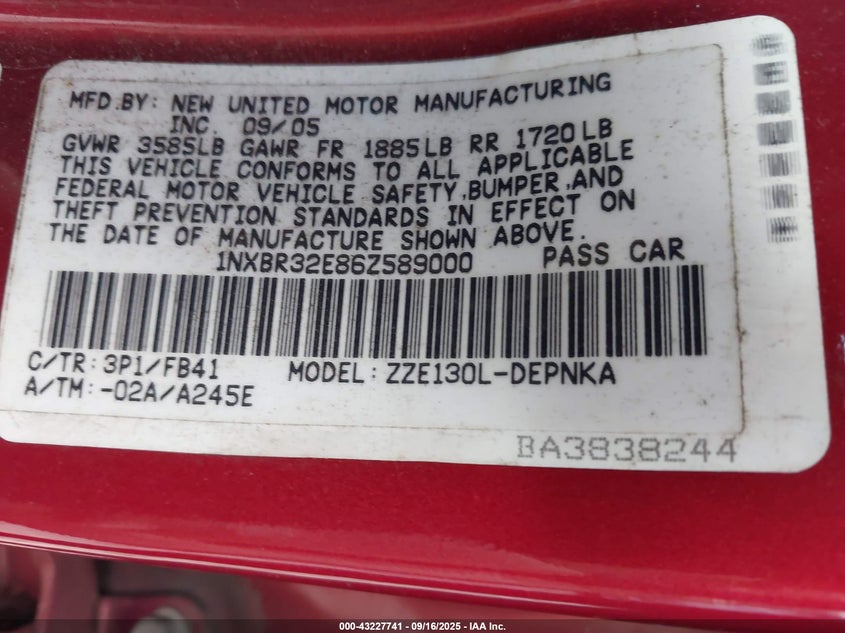 MFD.BY: NEW UNITED MOTOR MANUFACTURING
INC. 09/05
GVWR 3585LB GAWR FR 1885LB RR 1720LB
THIS VEHICLE CONFORMS TO ALL APPLICABLE
FEDERAL MOTOR VEHICLE SAFETY,BUMPER,AND
THEFT PREVENTION STANDARDS IN EFFECT ON
THE DATE OF MANUFACTURE SHOWN ABOVE.
1NXBR32E86Z589000 PASS CAR
C/TR:3P1/FB41 MODEL:ZZE130L-DEPNKA
A/TM:-02A/A245E
BA3838244
000-43227741 - 09/16/2025 - IAA Inc.